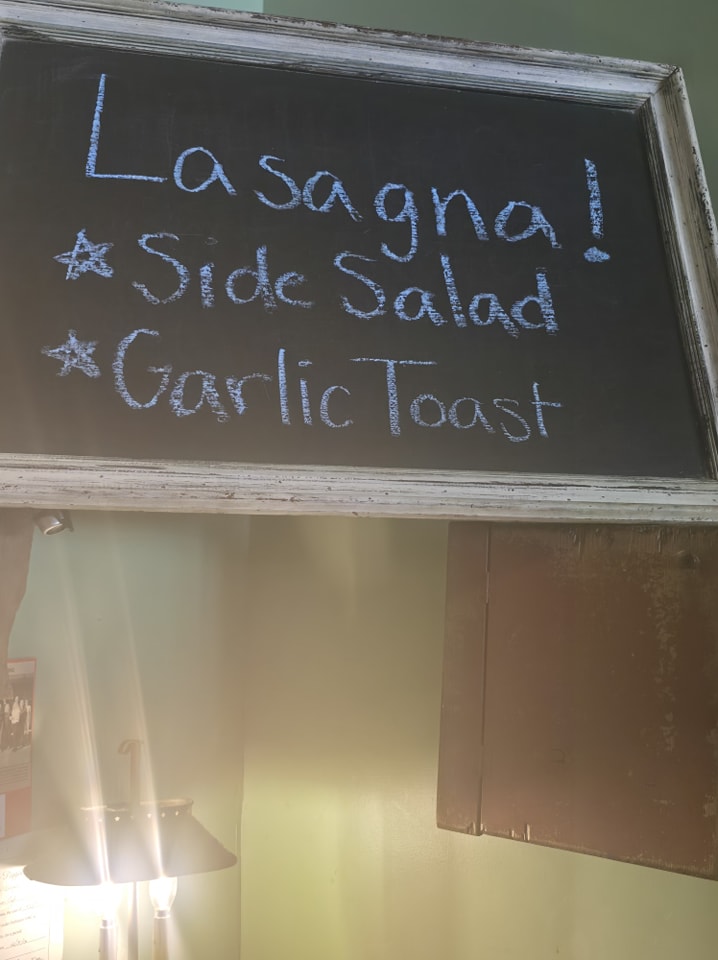 Lasagna!
*Side Salad
*Garlic Toast